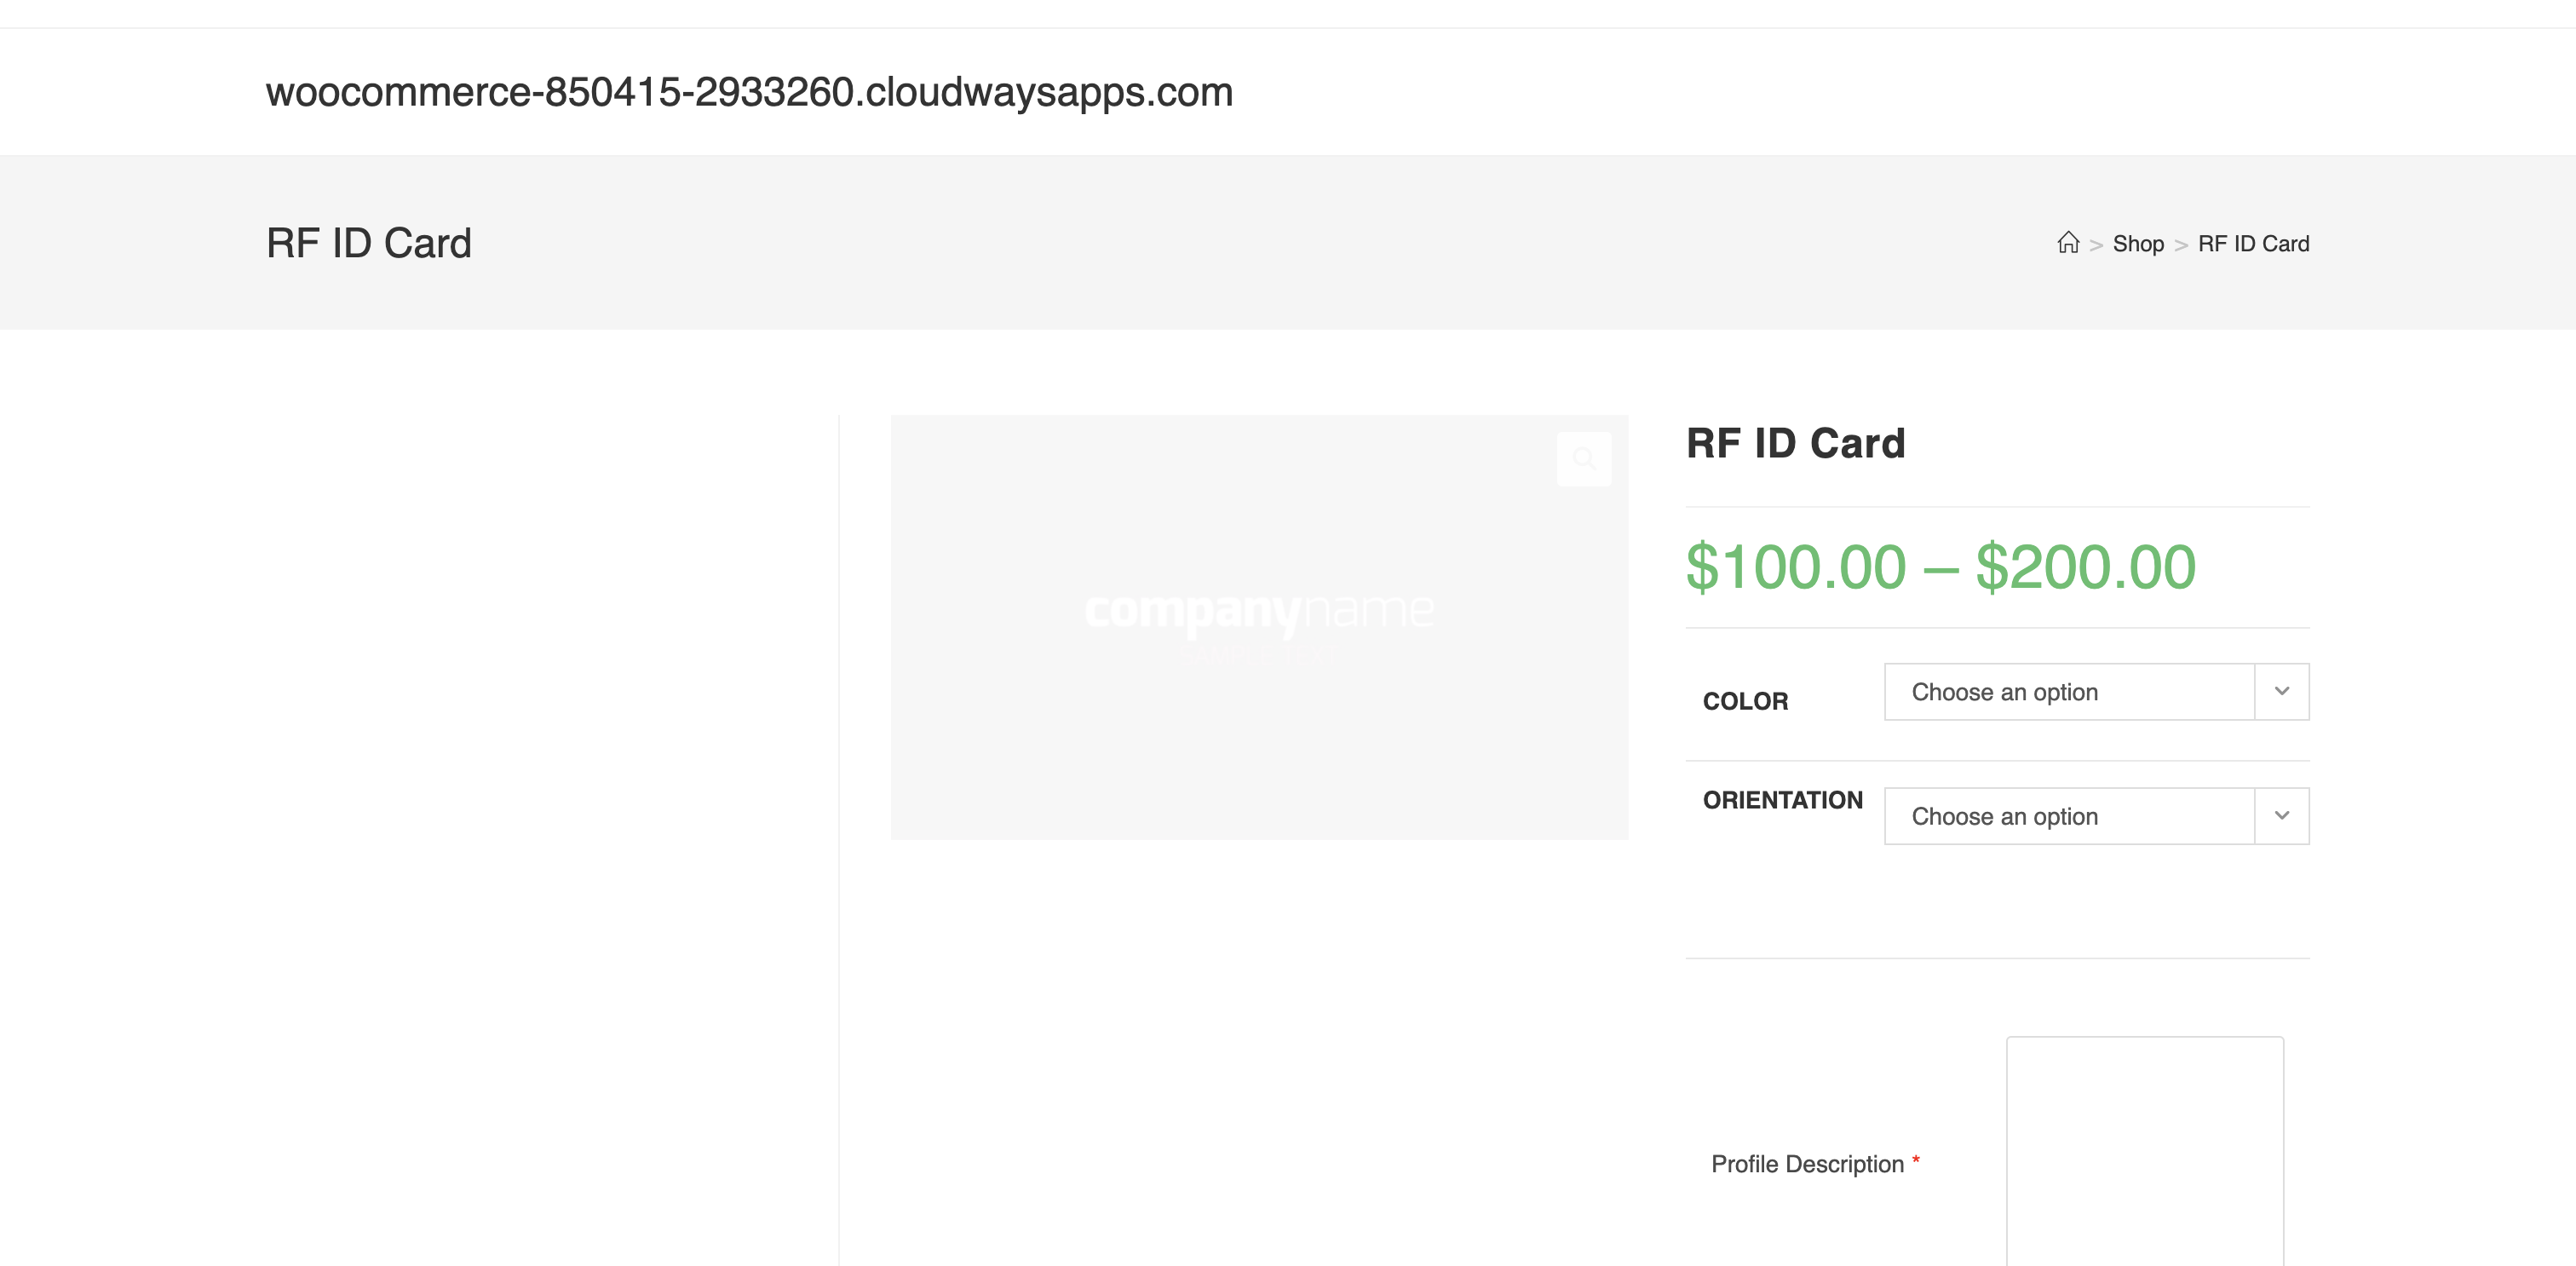 woocommerce-850415-2933260.cloudwaysapps.com
RF ID Card
> Shop > RF ID Card
RF ID Card
$100.00 – $200.00
companyname
COLOR
Choose an option
ORIENTATION
Choose an option
Profile Description *